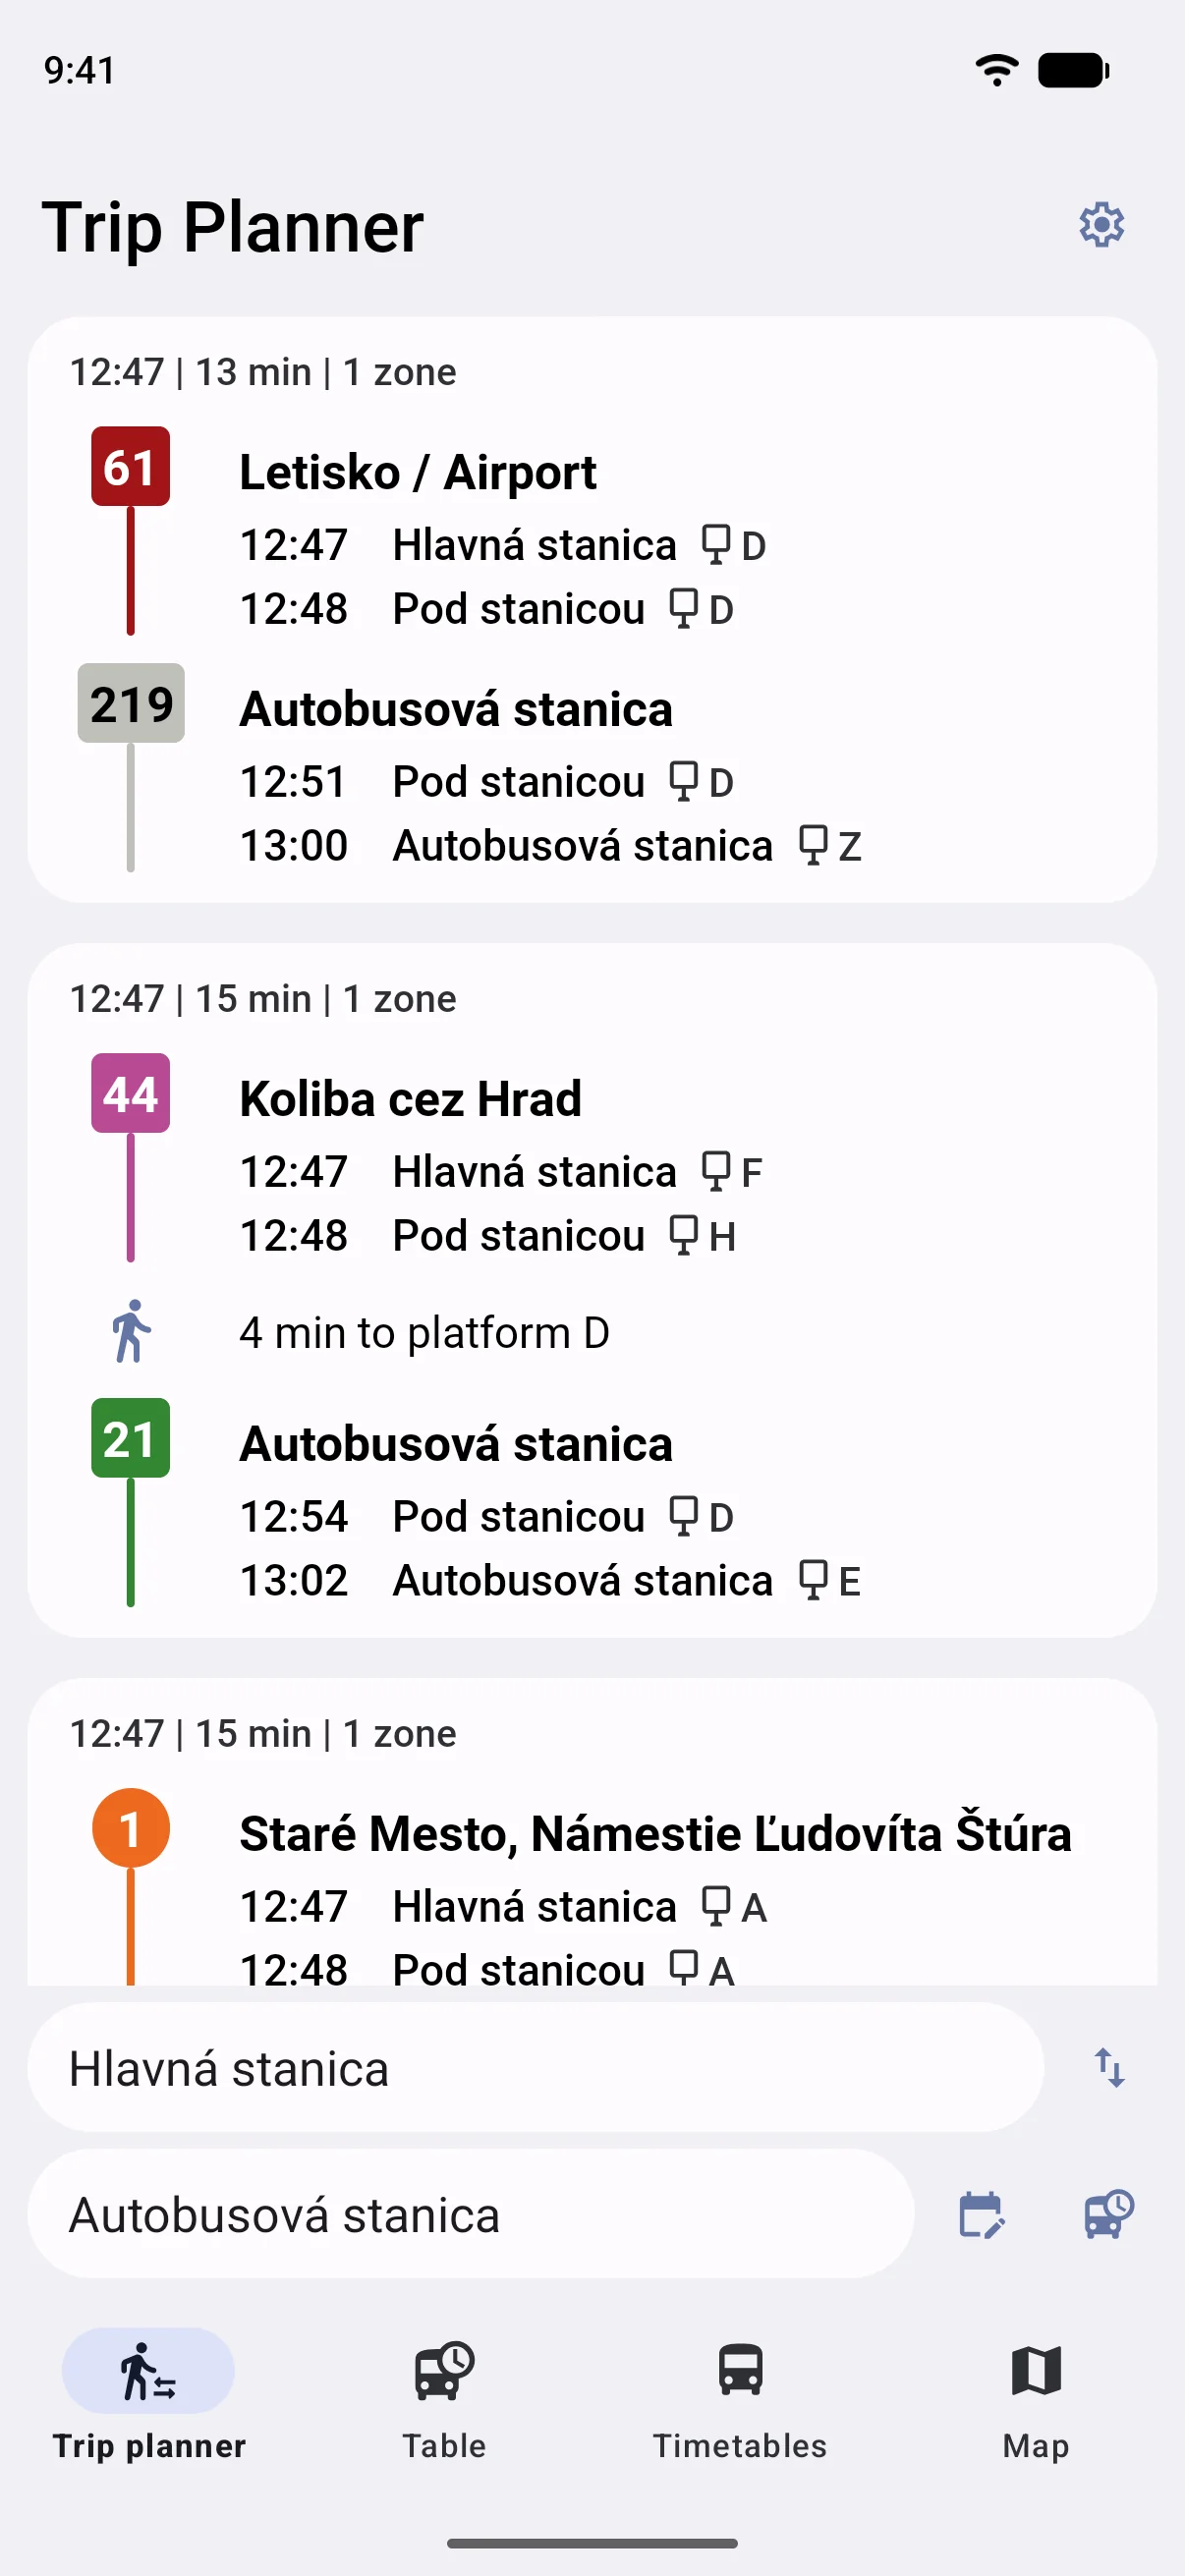 9:41
Trip Planner
12:47 | 13 min | 1 zone
61 Letisko / Airport
12:47 Hlavná stanica D
12:48 Pod stanicou D
219 Autobusová stanica
12:51 Pod stanicou D
13:00 Autobusová stanica Z
12:47 | 15 min | 1 zone
44 Koliba cez Hrad
12:47 Hlavná stanica F
12:48 Pod stanicou H
4 min to platform D
21 Autobusová stanica
12:54 Pod stanicou D
13:02 Autobusová stanica E
12:47 | 15 min | 1 zone
1 Staré Mesto, Námestie Ľudovíta Štúra
12:47 Hlavná stanica A
12:48 Pod stanicou A
Hlavná stanica
Autobusová stanica
Trip planner Table Timetables Map